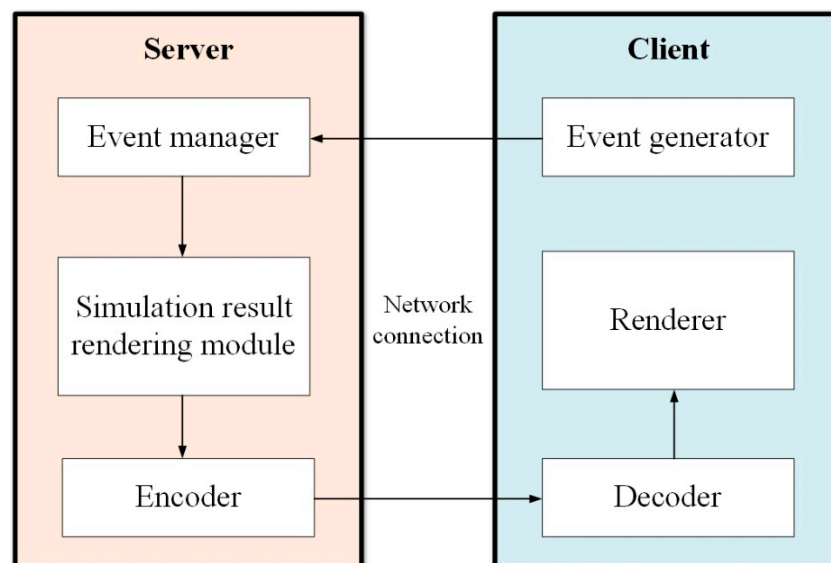 Server
Event manager
Simulation result
rendering module
Encoder
Network
connection
Client
Event generator
Renderer
Decoder